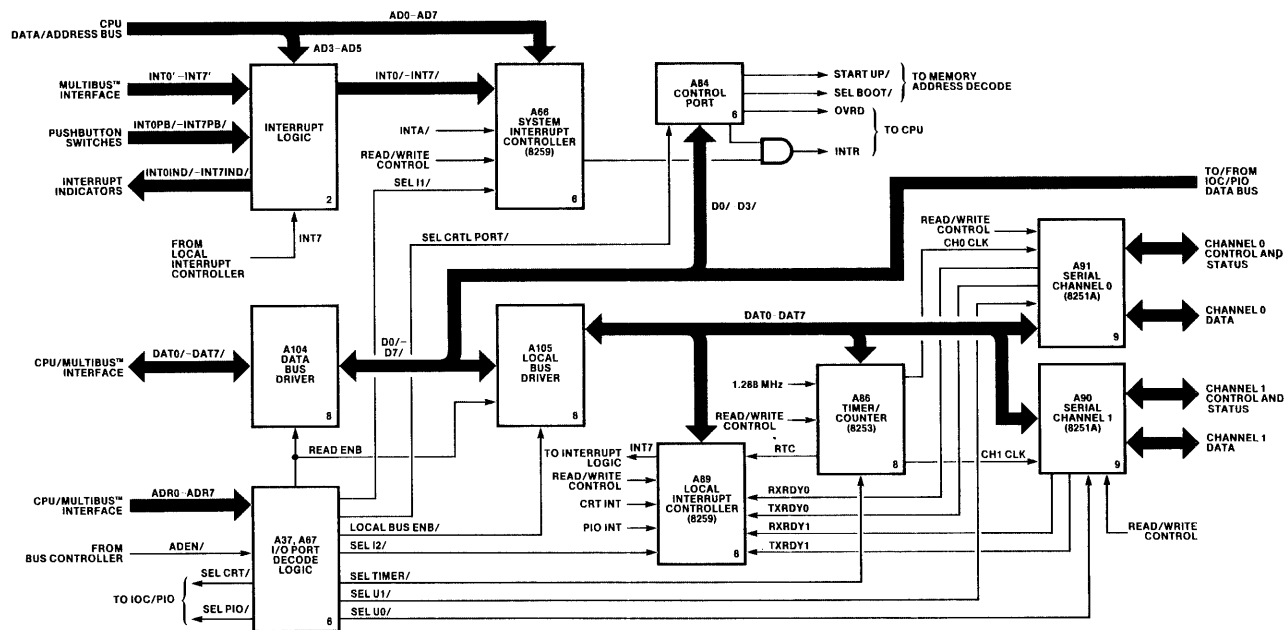 CPU
DATA/ADDRESS BUS
AD0-AD7
AD3-AD5
MULTIBUS™
INTERFACE
INT0'-INT7'
PUSHBUTTON
SWITCHES
INT0PB/-INT7PB/
INTERRUPT
INDICATORS
INT0IND/-INT7IND/
INTERRUPT
LOGIC
2
INT0/-INT7/
INTA/
READ/WRITE
CONTROL
SEL I1/
A66
SYSTEM
INTERRUPT
CONTROLLER
(8259)
6
FROM
LOCAL
INTERRUPT
CONTROLLER
INT7
SEL CRTL PORT/
A84
CONTROL
PORT
6
START UP/
SEL BOOT/
TO MEMORY
ADDRESS DECODE
OVRD
INTR
TO CPU
D0/- D3/
TO/FROM
IOC/PIO
DATA BUS
READ/WRITE
CONTROL
CH0 CLK
A91
SERIAL
CHANNEL 0
(8251A)
9
CHANNEL 0
CONTROL AND
STATUS
CHANNEL 0
DATA
CPU/MULTIBUS™
INTERFACE
DAT0/-DAT7/
A104
DATA
BUS
DRIVER
8
D0/-
D7/
A105
LOCAL
BUS
DRIVER
8
DAT0-DAT7
1.288 MHz
READ/WRITE
CONTROL
A86
TIMER/
COUNTER
(8253)
8
RTC
CH1 CLK
A90
SERIAL
CHANNEL 1
(8251A)
9
CHANNEL 1
CONTROL AND
STATUS
CHANNEL 1
DATA
READ ENB
CPU/MULTIBUS™
INTERFACE
ADR0-ADR7
FROM
BUS CONTROLLER
ADEN/
TO IOC/PIO
SEL CRT/
SEL PIO/
A37, A67
I/O PORT
DECODE
LOGIC
6
LOCAL BUS ENB/
SEL I2/
SEL TIMER/
SEL U1/
SEL U0/
TO INTERRUPT
LOGIC
INT7
READ/WRITE
CONTROL
CRT INT
PIO INT
A89
LOCAL
INTERRUPT
CONTROLLER
(8259)
8
RXRDY0
TXRDY0
RXRDY1
TXRDY1
READ/WRITE
CONTROL